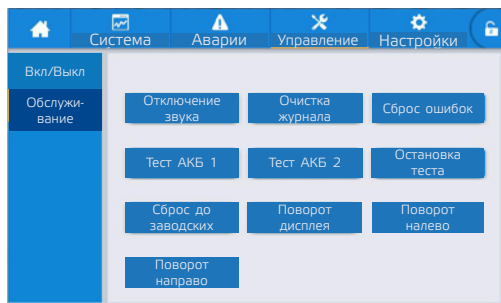 Система Аварии Управление Настройки
Вкл/Выкл
Обслужи-
вание
Отключение
звука
Очистка
журнала
Сброс ошибок
Тест АКБ 1
Тест АКБ 2
Остановка
теста
Сброс до
заводских
Поворот
дисплея
Поворот
налево
Поворот
направо